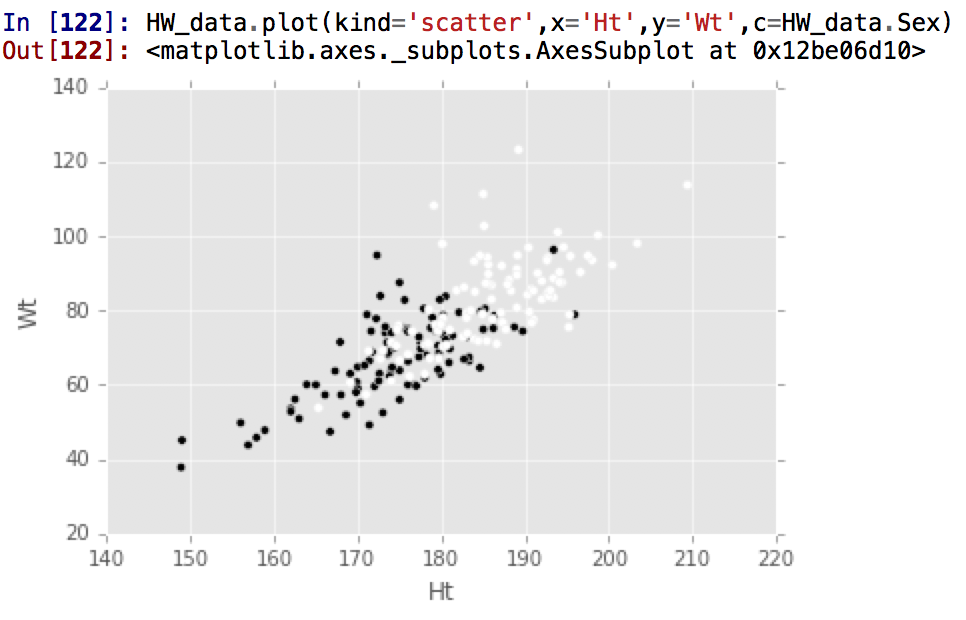 In [122]: HW_data.plot(kind='scatter',x='Ht',y='Wt',c=HW_data.Sex)
Out[122]: <matplotlib.axes._subplots.AxesSubplot at 0x12be06d10>
140
120
100
80
60
40
20
Wt
140 150 160 170 180 190 200 210 220
Ht